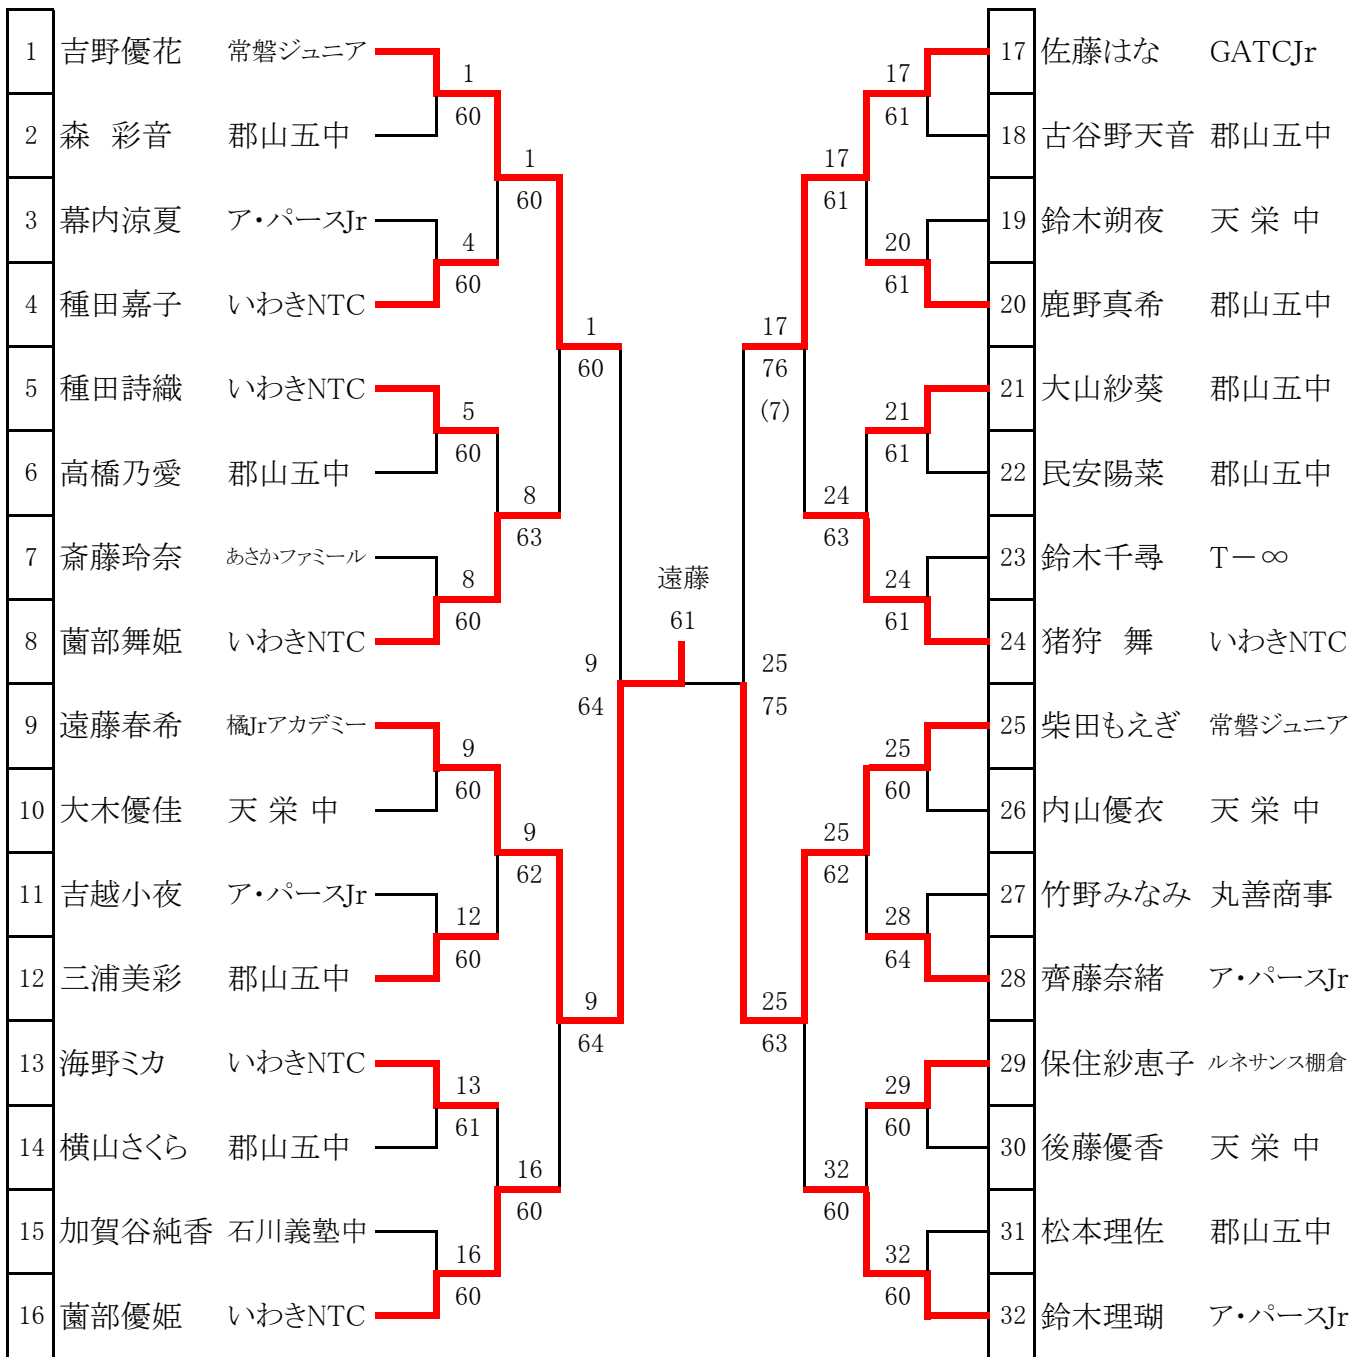 1 吉野優花 常磐ジュニア
2 森 彩音 郡山五中
3 幕内涼夏 ア・パースJr
4 種田嘉子 いわきNTC
5 種田詩織 いわきNTC
6 高橋乃愛 郡山五中
7 斎藤玲奈 あさかファミール
8 薗部舞姫 いわきNTC
9 遠藤春希 橘Jrアカデミー
10 大木優佳 天 栄 中
11 吉越小夜 ア・パースJr
12 三浦美彩 郡山五中
13 海野ミカ いわきNTC
14 横山さくら 郡山五中
15 加賀谷純香 石川義塾中
16 薗部優姫 いわきNTC
1
60
4
60
5
60
8
60
9
60
12
60
13
61
16
60
1
60
8
63
9
62
16
60
1
60
9
64
9
64
遠藤
61
25
75
17
76
(7)
25
63
17
61
24
63
25
62
32
60
17
61
20
61
21
61
24
61
25
60
28
64
29
60
32
60
17 佐藤はな GATCJr
18 古谷野天音 郡山五中
19 鈴木朔夜 天 栄 中
20 鹿野真希 郡山五中
21 大山紗葵 郡山五中
22 民安陽菜 郡山五中
23 鈴木千尋 T－∞
24 猪狩 舞 いわきNTC
25 柴田もえぎ 常磐ジュニア
26 内山優衣 天 栄 中
27 竹野みなみ 丸善商事
28 齊藤奈緒 ア・パースJr
29 保住紗恵子 ルネサンス棚倉
30 後藤優香 天 栄 中
31 松本理佐 郡山五中
32 鈴木理瑚 ア・パースJr